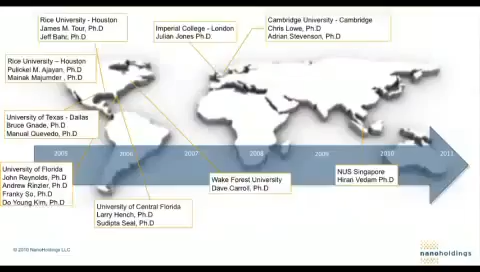 Rice University - Houston
James M. Tour, Ph.D
Jeff Bahr, Ph.D
Imperial College - London
Julian Jones Ph.D.
Cambridge University - Cambridge
Chris Lowe, Ph.D
Adrian Stevenson, Ph.D
Rice University – Houston
Pulickel M. Ajayan, Ph.D
Mainak Majumder , Ph.D
University of Texas - Dallas
Bruce Gnade, Ph.D
Manual Quevedo, Ph.D
2005
2006
2007
2008
2009
2010
2011
University of Florida
John Reynolds, Ph.D
Andrew Rinzler, Ph.D
Franky So, Ph.D
Do Young Kim, Ph.D
University of Central Florida
Larry Hench, Ph.D
Sudipta Seal, Ph.D
Wake Forest University
Dave Carroll, Ph.D
NUS Singapore
Hiran Vedam Ph.D
© 2010 NanoHoldings LLC
nanoholdings